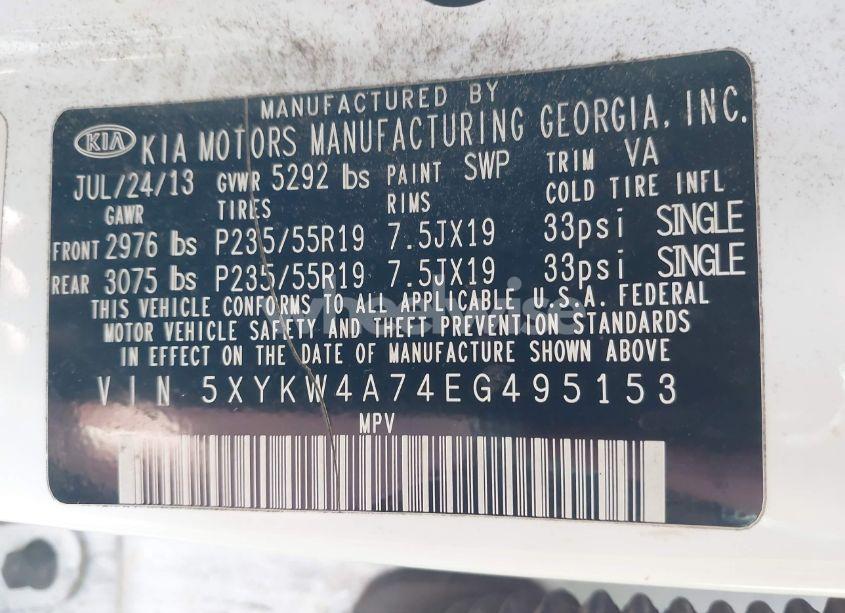 MANUFACTURED BY
KIA KIA MOTORS MANUFACTURING GEORGIA, INC.
JUL/24/13 GVWR 5292 lbs PAINT SWP TRIM VA
GAWR TIRES RIMS COLD TIRE INFL
FRONT 2976 lbs P235/55R19 7.5JX19 33psi SINGLE
REAR 3075 lbs P235/55R19 7.5JX19 33psi SINGLE
THIS VEHICLE CONFORMS TO ALL APPLICABLE U.S.A. FEDERAL
MOTOR VEHICLE SAFETY AND THEFT PREVENTION STANDARDS
IN EFFECT ON THE DATE OF MANUFACTURE SHOWN ABOVE
VIN 5XYKW4A74EG495153
MPV